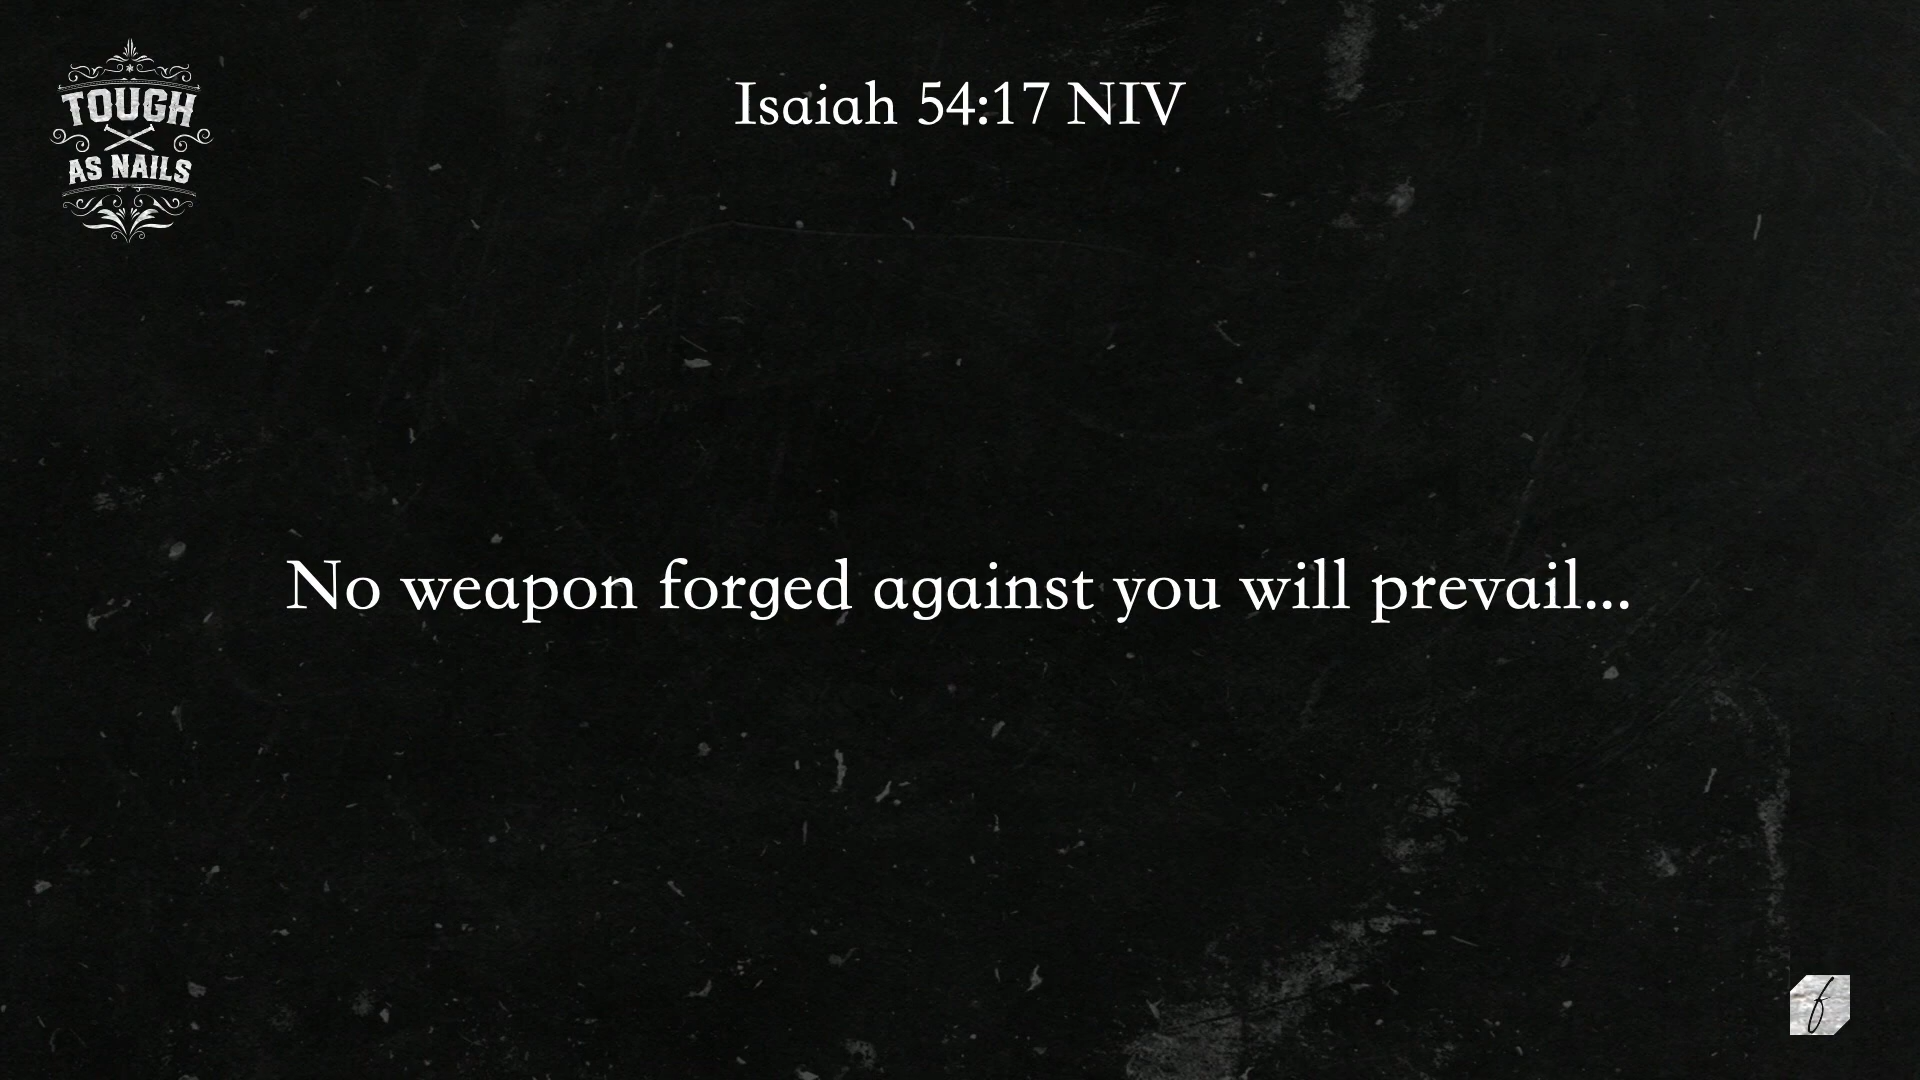 TOUGH
AS NAILS
Isaiah 54:17 NIV
No weapon forged against you will prevail...
f